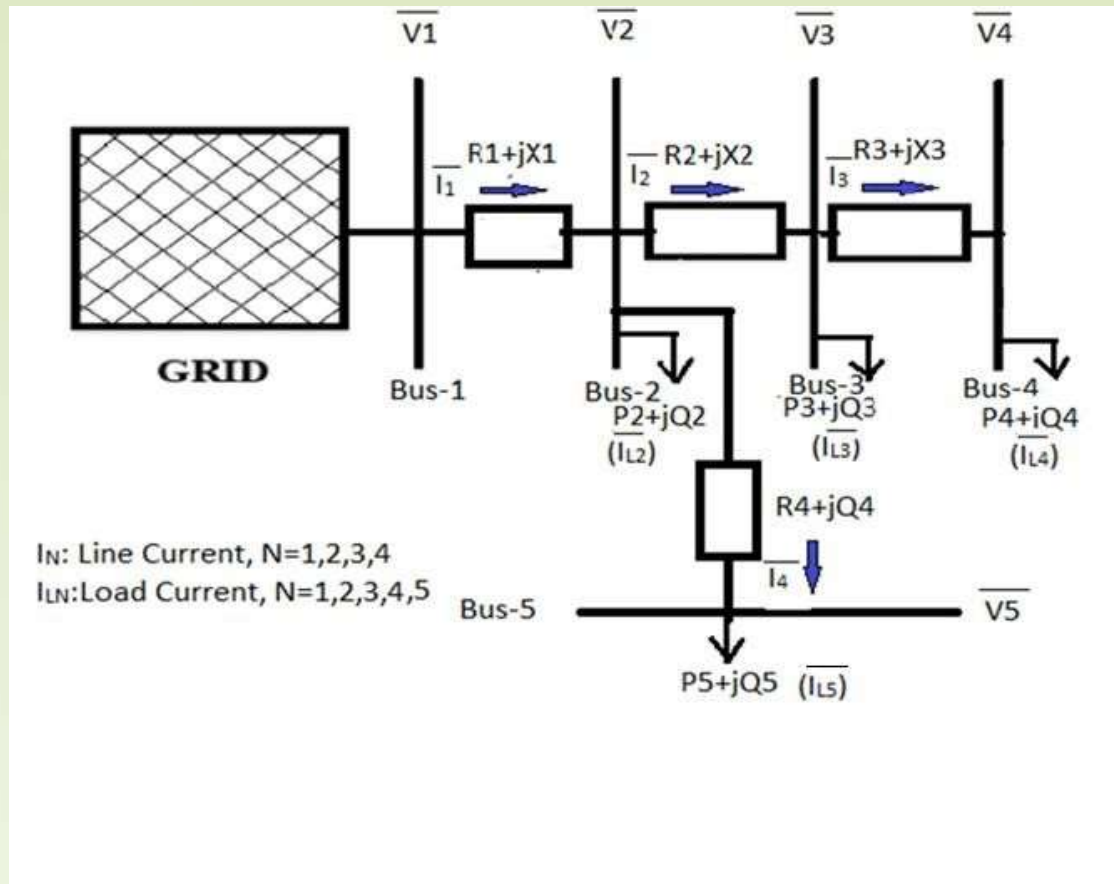 V1 V2 V3 V4
R1+jX1 R2+jX2 R3+jX3
I1 I2 I3
GRID
Bus-1 Bus-2 Bus-3 Bus-4
P2+jQ2 P3+jQ3 P4+iQ4
(IL2) (IL3) (IL4)
R4+jQ4
IN: Line Current, N=1,2,3,4
I4
ILN:Load Current, N=1,2,3,4,5
Bus-5 V5
P5+jQ5 (IL5)